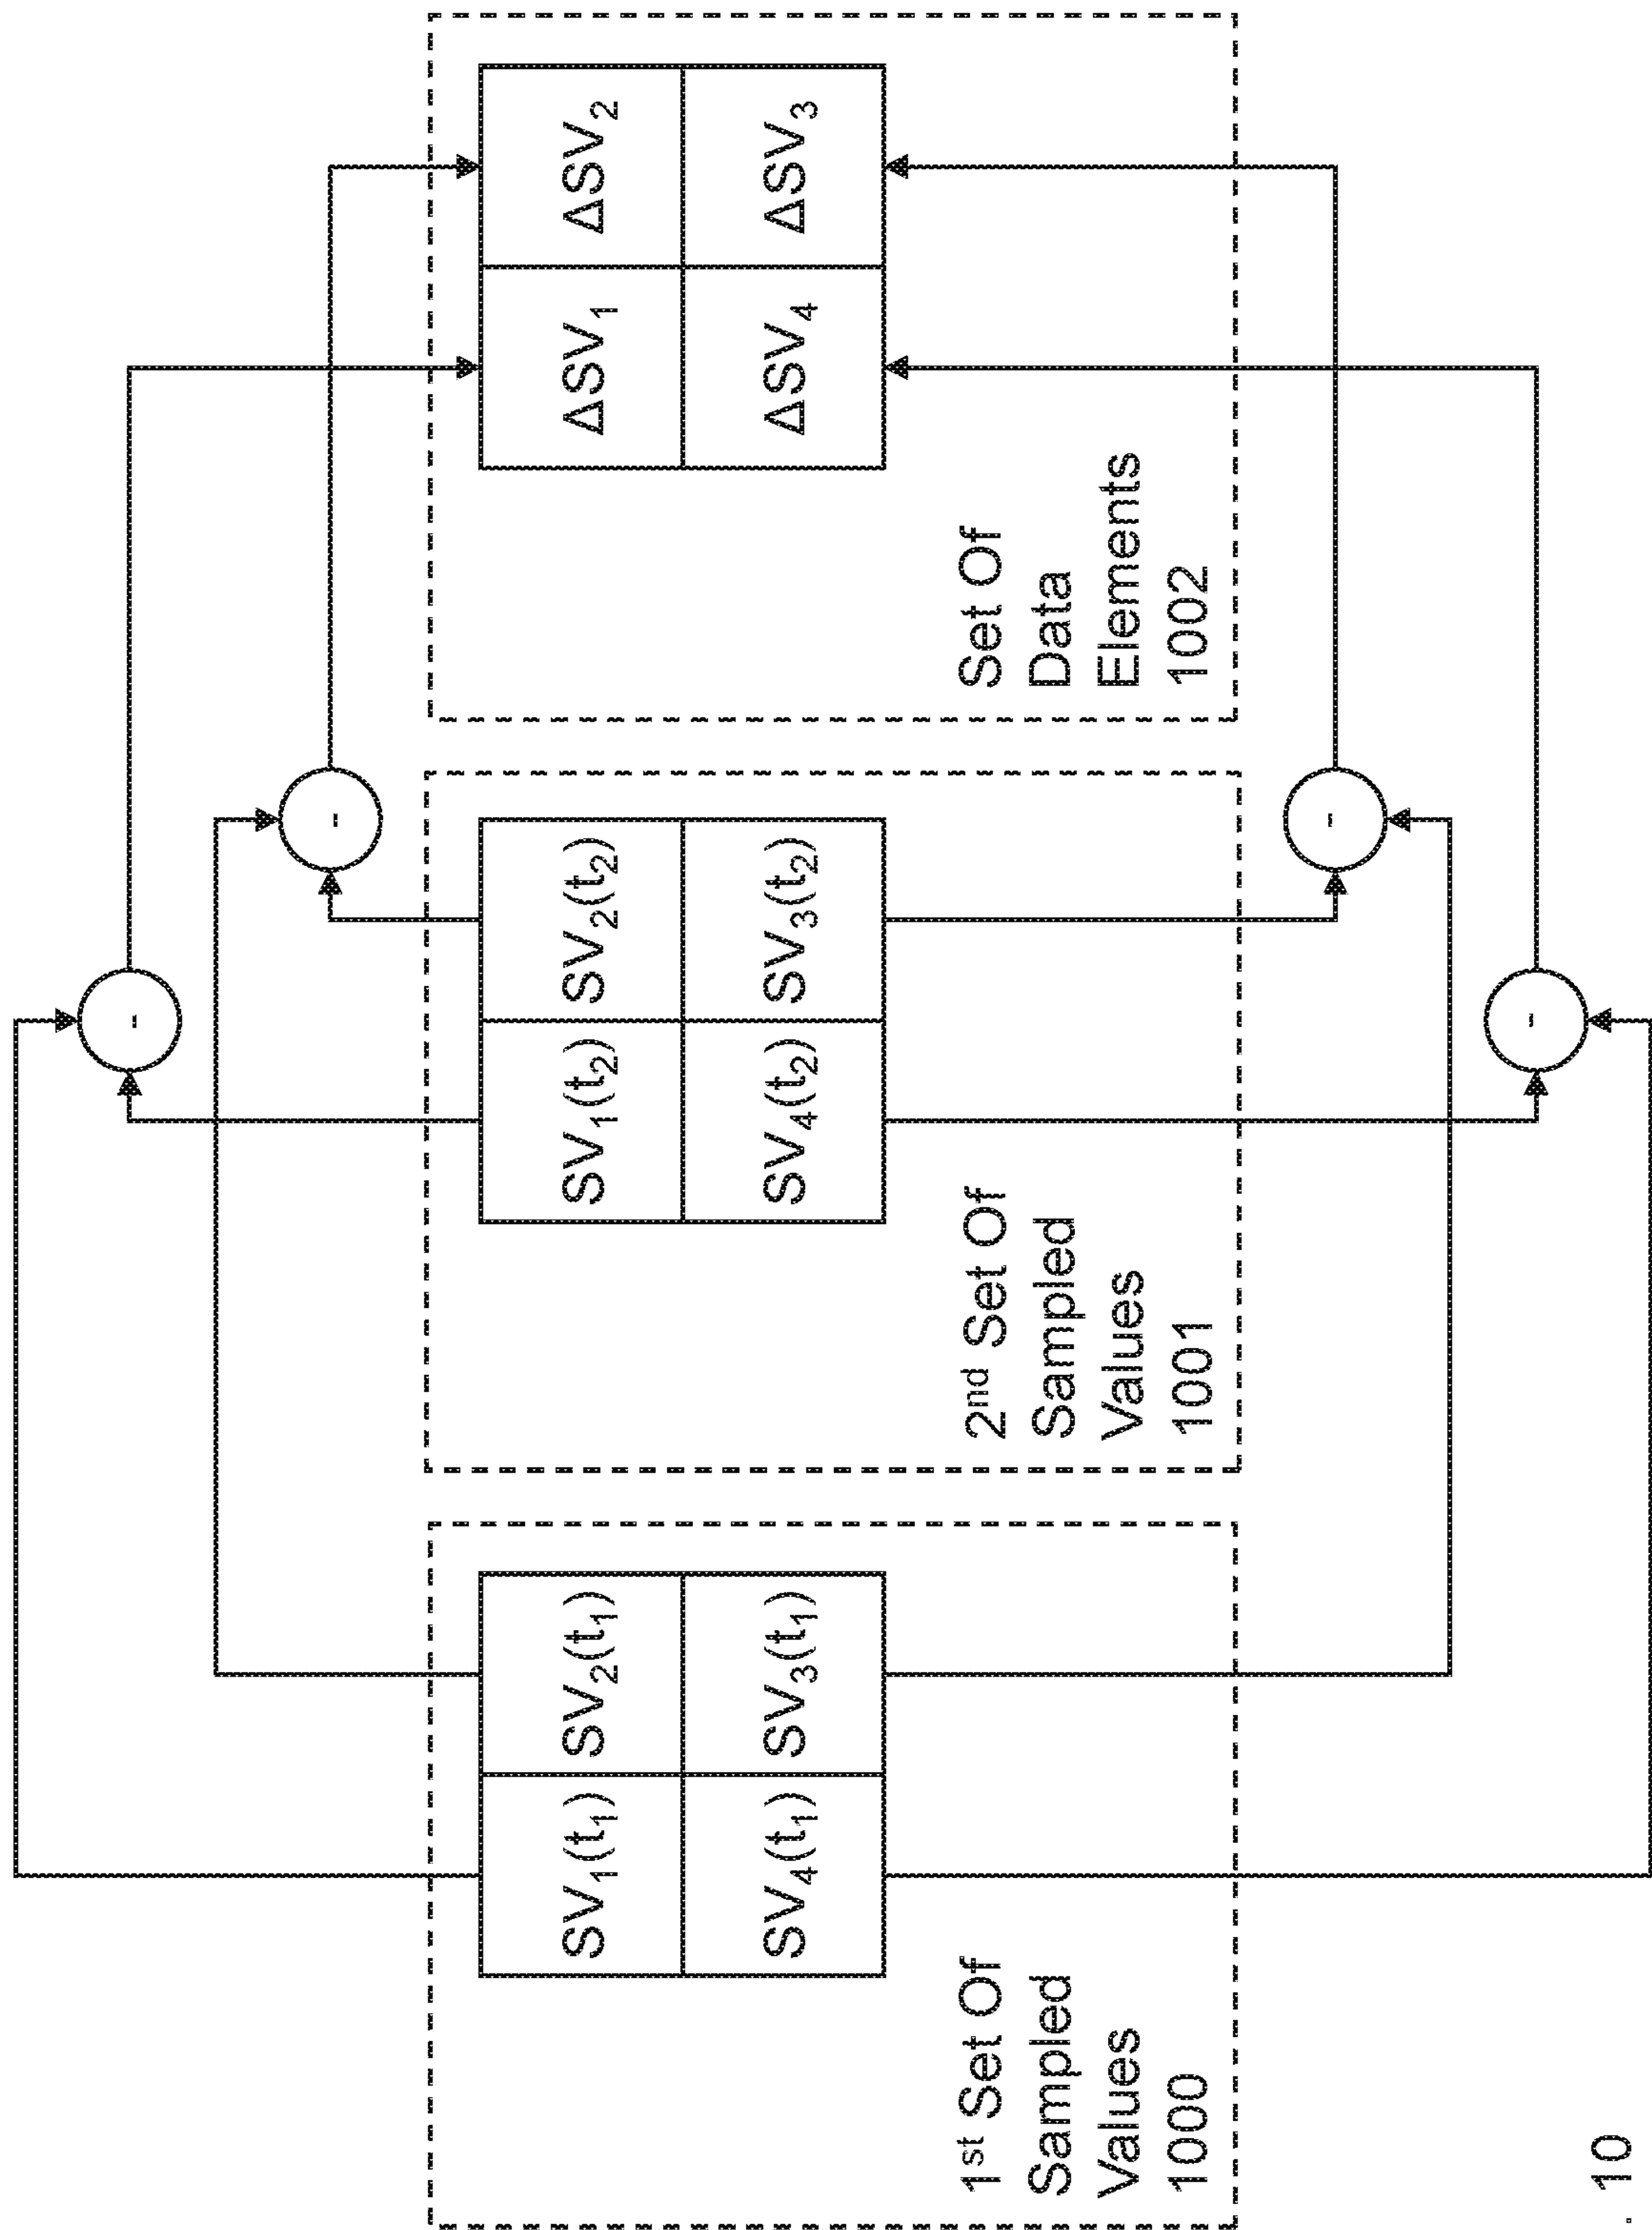 SV₁(t₁) SV₂(t₁)
SV₄(t₁) SV₃(t₁)
1ˢᵗ Set Of
Sampled
Values
1000
SV₁(t₂) SV₂(t₂)
SV₄(t₂) SV₃(t₂)
2ⁿᵈ Set Of
Sampled
Values
1001
ΔSV₁ ΔSV₂
ΔSV₄ ΔSV₃
Set Of
Data
Elements
1002
-
-
-
-
. 10